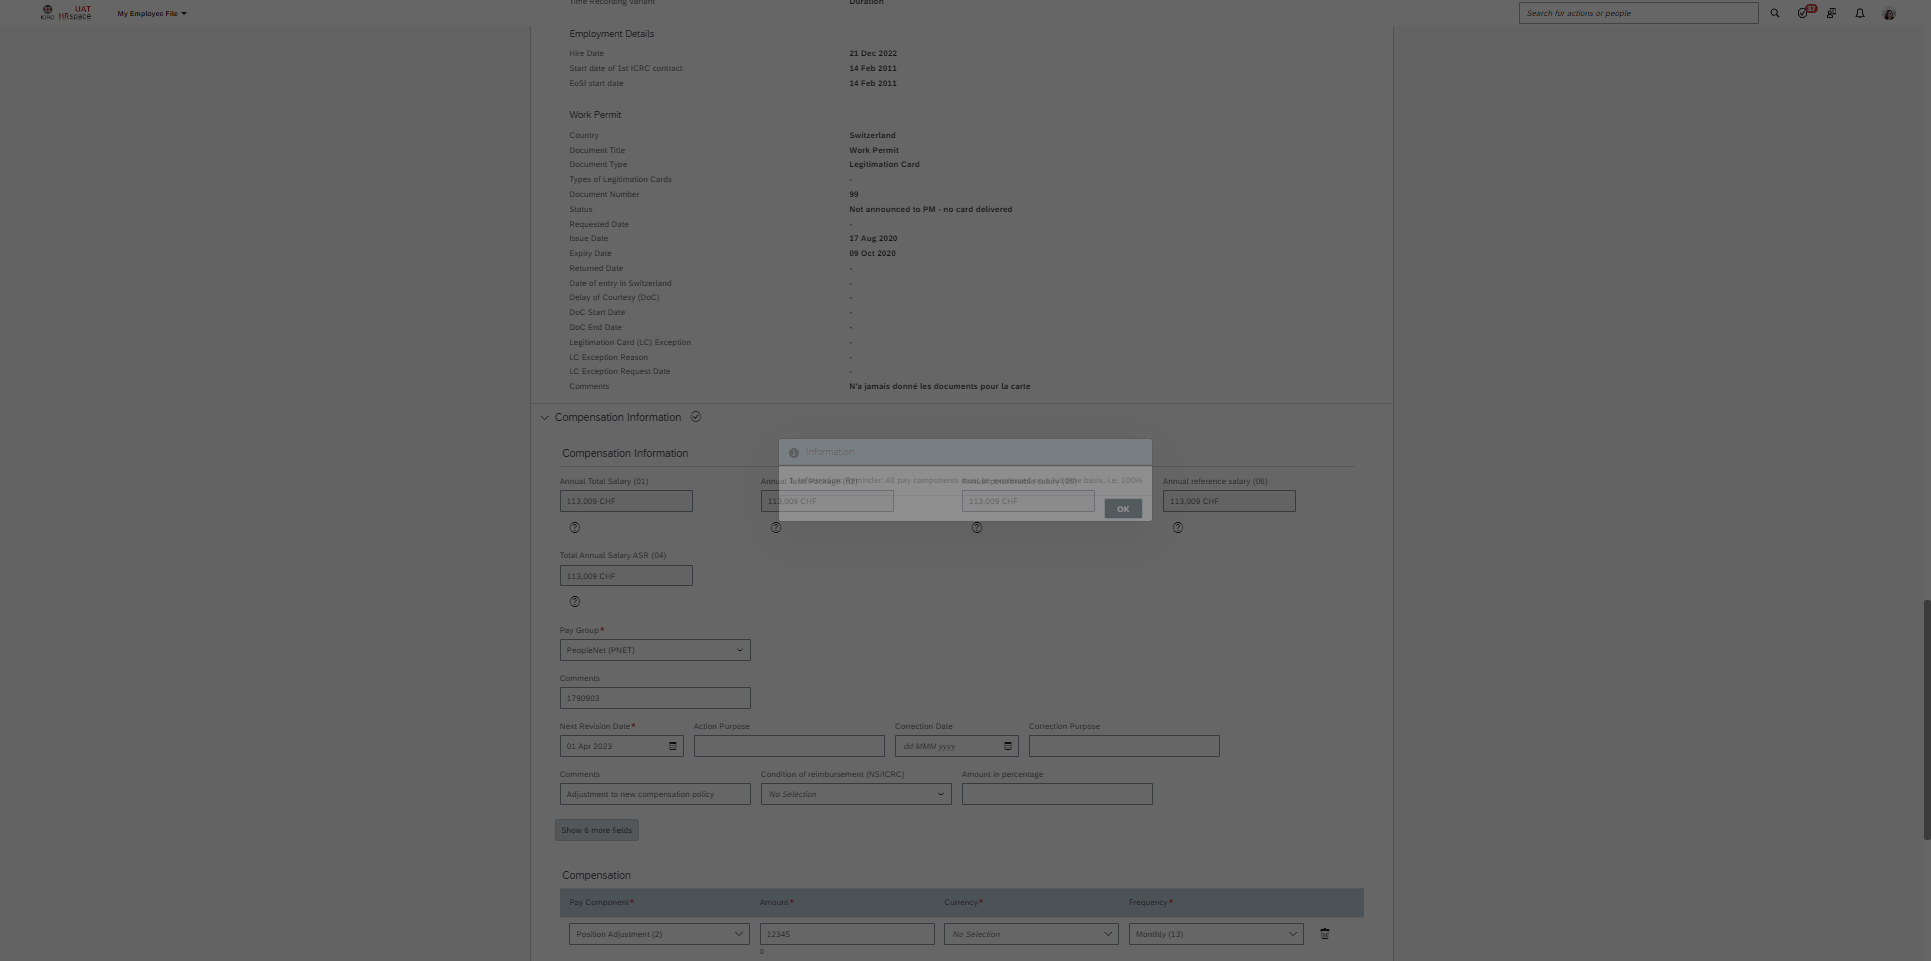 Time Recording Variant Duration
ICRC UAT HRspace My Employee File Search for actions or people 37
Employment Details
Hire Date 21 Dec 2022
Start date of 1st ICRC contract 14 Feb 2011
EoSI start date 14 Feb 2011
Work Permit
Country Switzerland
Document Title Work Permit
Document Type Legitimation Card
Types of Legitimation Cards -
Document Number 99
Status Not announced to PM - no card delivered
Requested Date -
Issue Date 17 Aug 2020
Expiry Date 09 Oct 2020
Returned Date -
Date of entry in Switzerland -
Delay of Courtesy (DoC) -
DoC Start Date -
DoC End Date -
Legitimation Card (LC) Exception -
LC Exception Reason -
LC Exception Request Date -
Comments N'a jamais donné les documents pour la carte
Compensation Information
Information
Compensation Information
Reminder: All pay components basis, i.e. 100%
Annual Total Salary (01) Annual reference salary (06)
113,009 CHF 113,009 CHF 113,009 CHF 113,009 CHF
OK
Total Annual Salary ASR (04)
113,009 CHF
Pay Group*
PeopleNet (PNET)
Comments
1790903
Next Revision Date* Action Purpose Correction Date Correction Purpose
01 Apr 2023 dd MMM yyyy
Comments Condition of reimbursement (NS/ICRC) Amount in percentage
Adjustment to new compensation policy No Selection
Show 6 more fields
Compensation
Pay Component* Amount* Currency* Frequency*
Position Adjustment (2) 12345 No Selection Monthly (13)
0